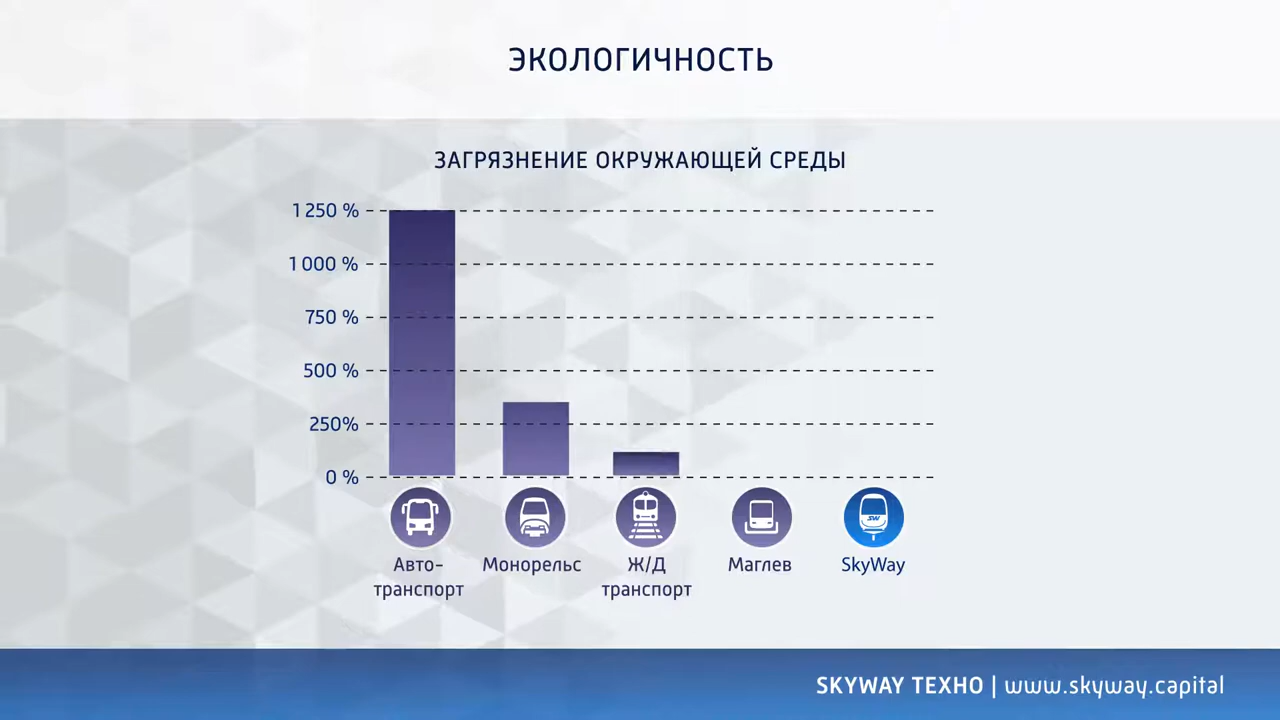 ЭКОЛОГИЧНОСТЬ
ЗАГРЯЗНЕНИЕ ОКРУЖАЮЩЕЙ СРЕДЫ
1 250 %
1 000 %
750 %
500 %
250%
0 %
SW
Авто-
транспорт
Монорельс
Ж/Д
транспорт
Маглев
SkyWay
SKYWAY ТЕХНО | www.skyway.capital